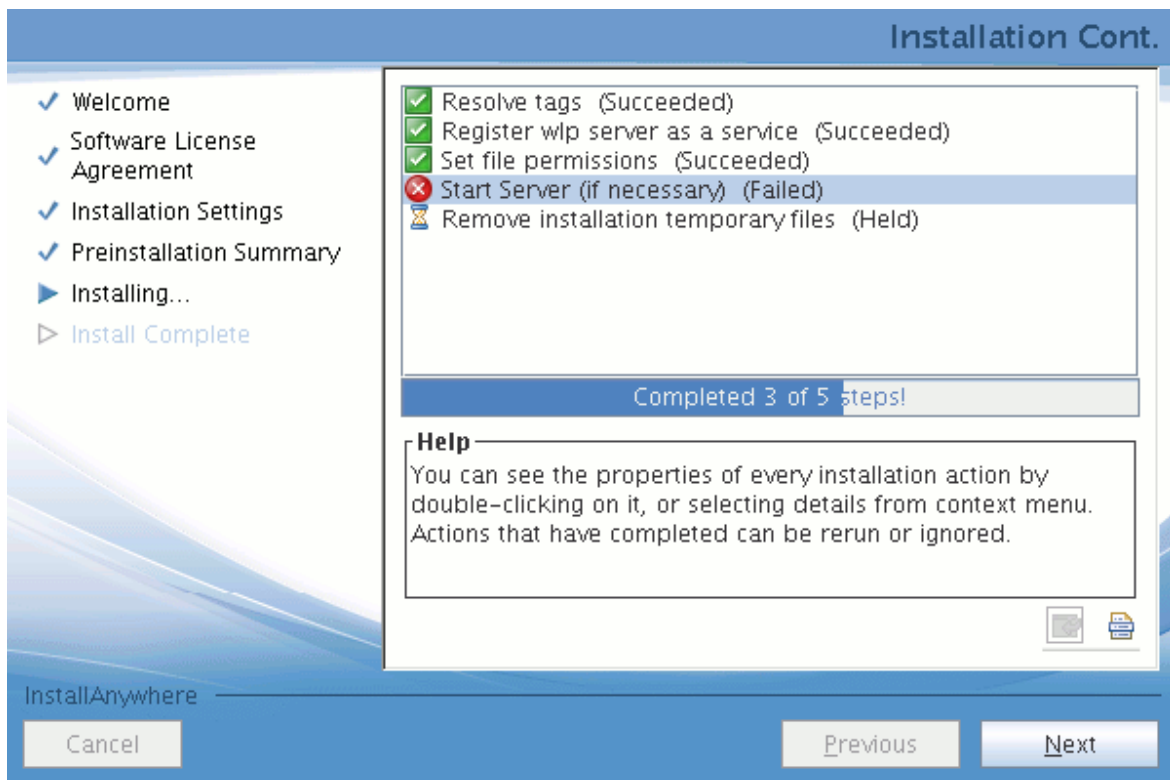 Installation Cont.
Welcome
Software License
Agreement
Installation Settings
Preinstallation Summary
Installing...
Install Complete
Resolve tags (Succeeded)
Register wlp server as a service (Succeeded)
Set file permissions (Succeeded)
Start Server (if necessary) (Failed)
Remove installation temporary files (Held)
Completed 3 of 5 steps!
Help
You can see the properties of every installation action by
double-clicking on it, or selecting details from context menu.
Actions that have completed can be rerun or ignored.
InstallAnywhere
Cancel
Previous
Next